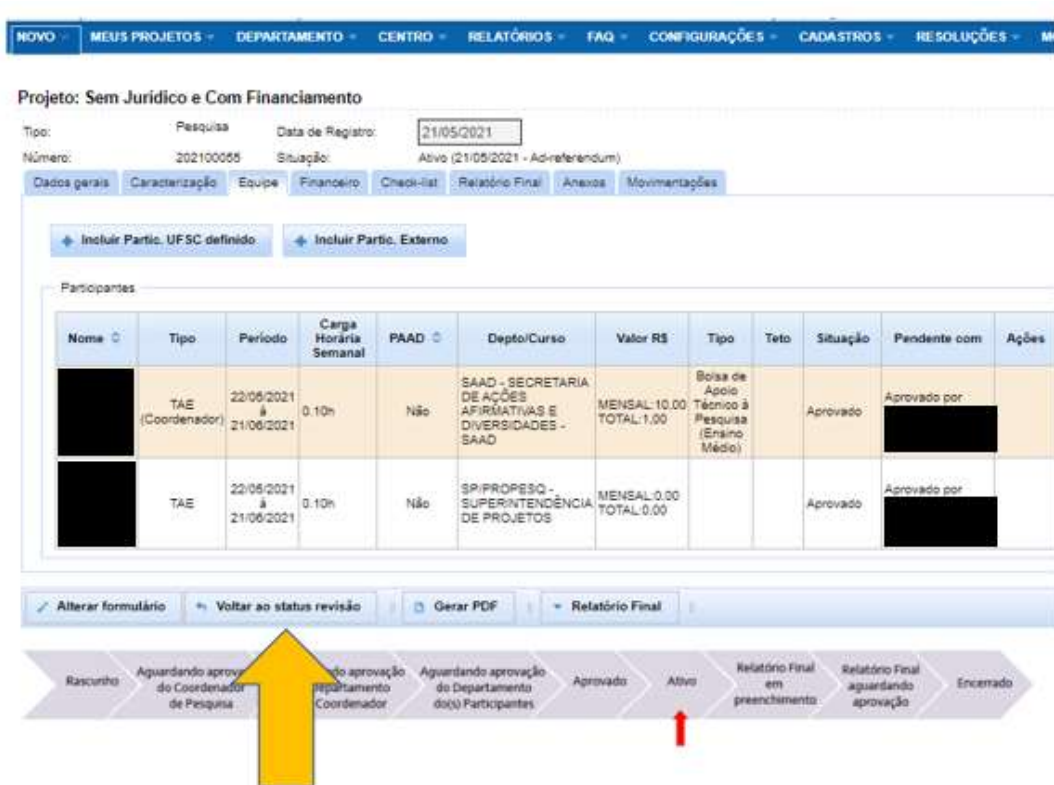 NOVO MEUS PROJETOS DEPARTAMENTO CENTRO RELATÓRIOS FAQ CONFIGURAÇÕES CADASTROS RESOLUÇÕES
Projeto: Sem Jurídico e Com Financiamento
Tipo: Pesquisa Data de Registro: 21/05/2021
Número: 202100055 Situação: Ativo (21/05/2021 - Ad-referendum)
Dados gerais Caracterização Equipe Financeiro Check-list Relatório Final Anexos Movimentações
Incluir Partic. UFSC definido Incluir Partic. Externo
Participantes
Nome Tipo Período Carga Horária Semanal PAAD Depto/Curso Valor R$ Tipo Teto Situação Pendente com Ações
TAE (Coordenador) 22/05/2021 á 21/06/2021 0.10h Não SAAD - SECRETARIA DE AÇÕES AFIRMATIVAS E DIVERSIDADES - SAAD MENSAL:10,00 TOTAL:1,00 Bolsa de Apoio Técnico à Pesquisa (Ensino Médio) Aprovado Aprovado por
TAE 22/05/2021 á 21/06/2021 0.10h Não SP/PROPESQ - SUPERINTENDÊNCIA DE PROJETOS MENSAL:0,00 TOTAL:0,00 Aprovado Aprovado por
Alterar formulário Voltar ao status revisão Gerar PDF Relatório Final
Rascunho Aguardando do Coordenador de Pesquisa aprovação Coordenador Aguardando aprovação do Departamento do(s) Participantes Aprovado Ativo Relatório Final em preenchimento Relatório Final aguardando aprovação Encerrado